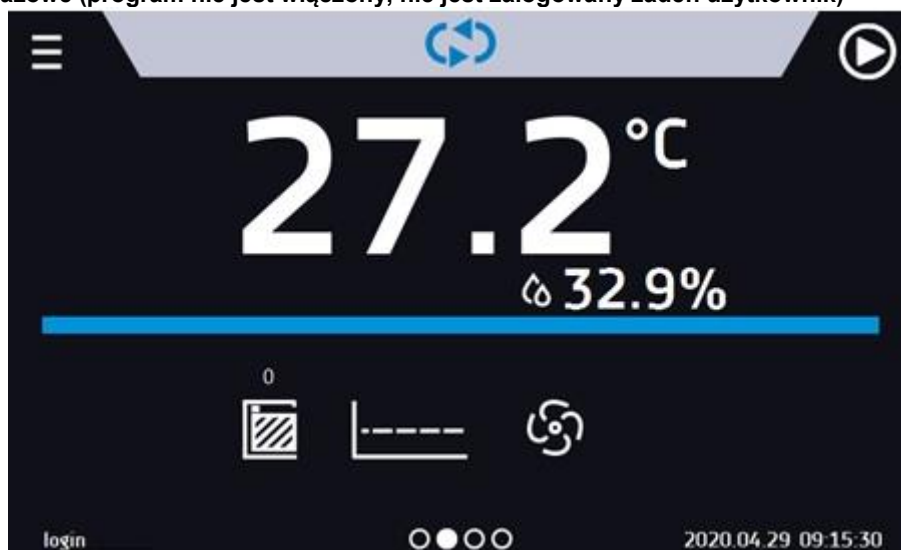 (program nie jest włączony, nie jest zalogowany żaden użytkownik)
27.2 °C
32.9%
0
login
2020.04.29 09:15:30